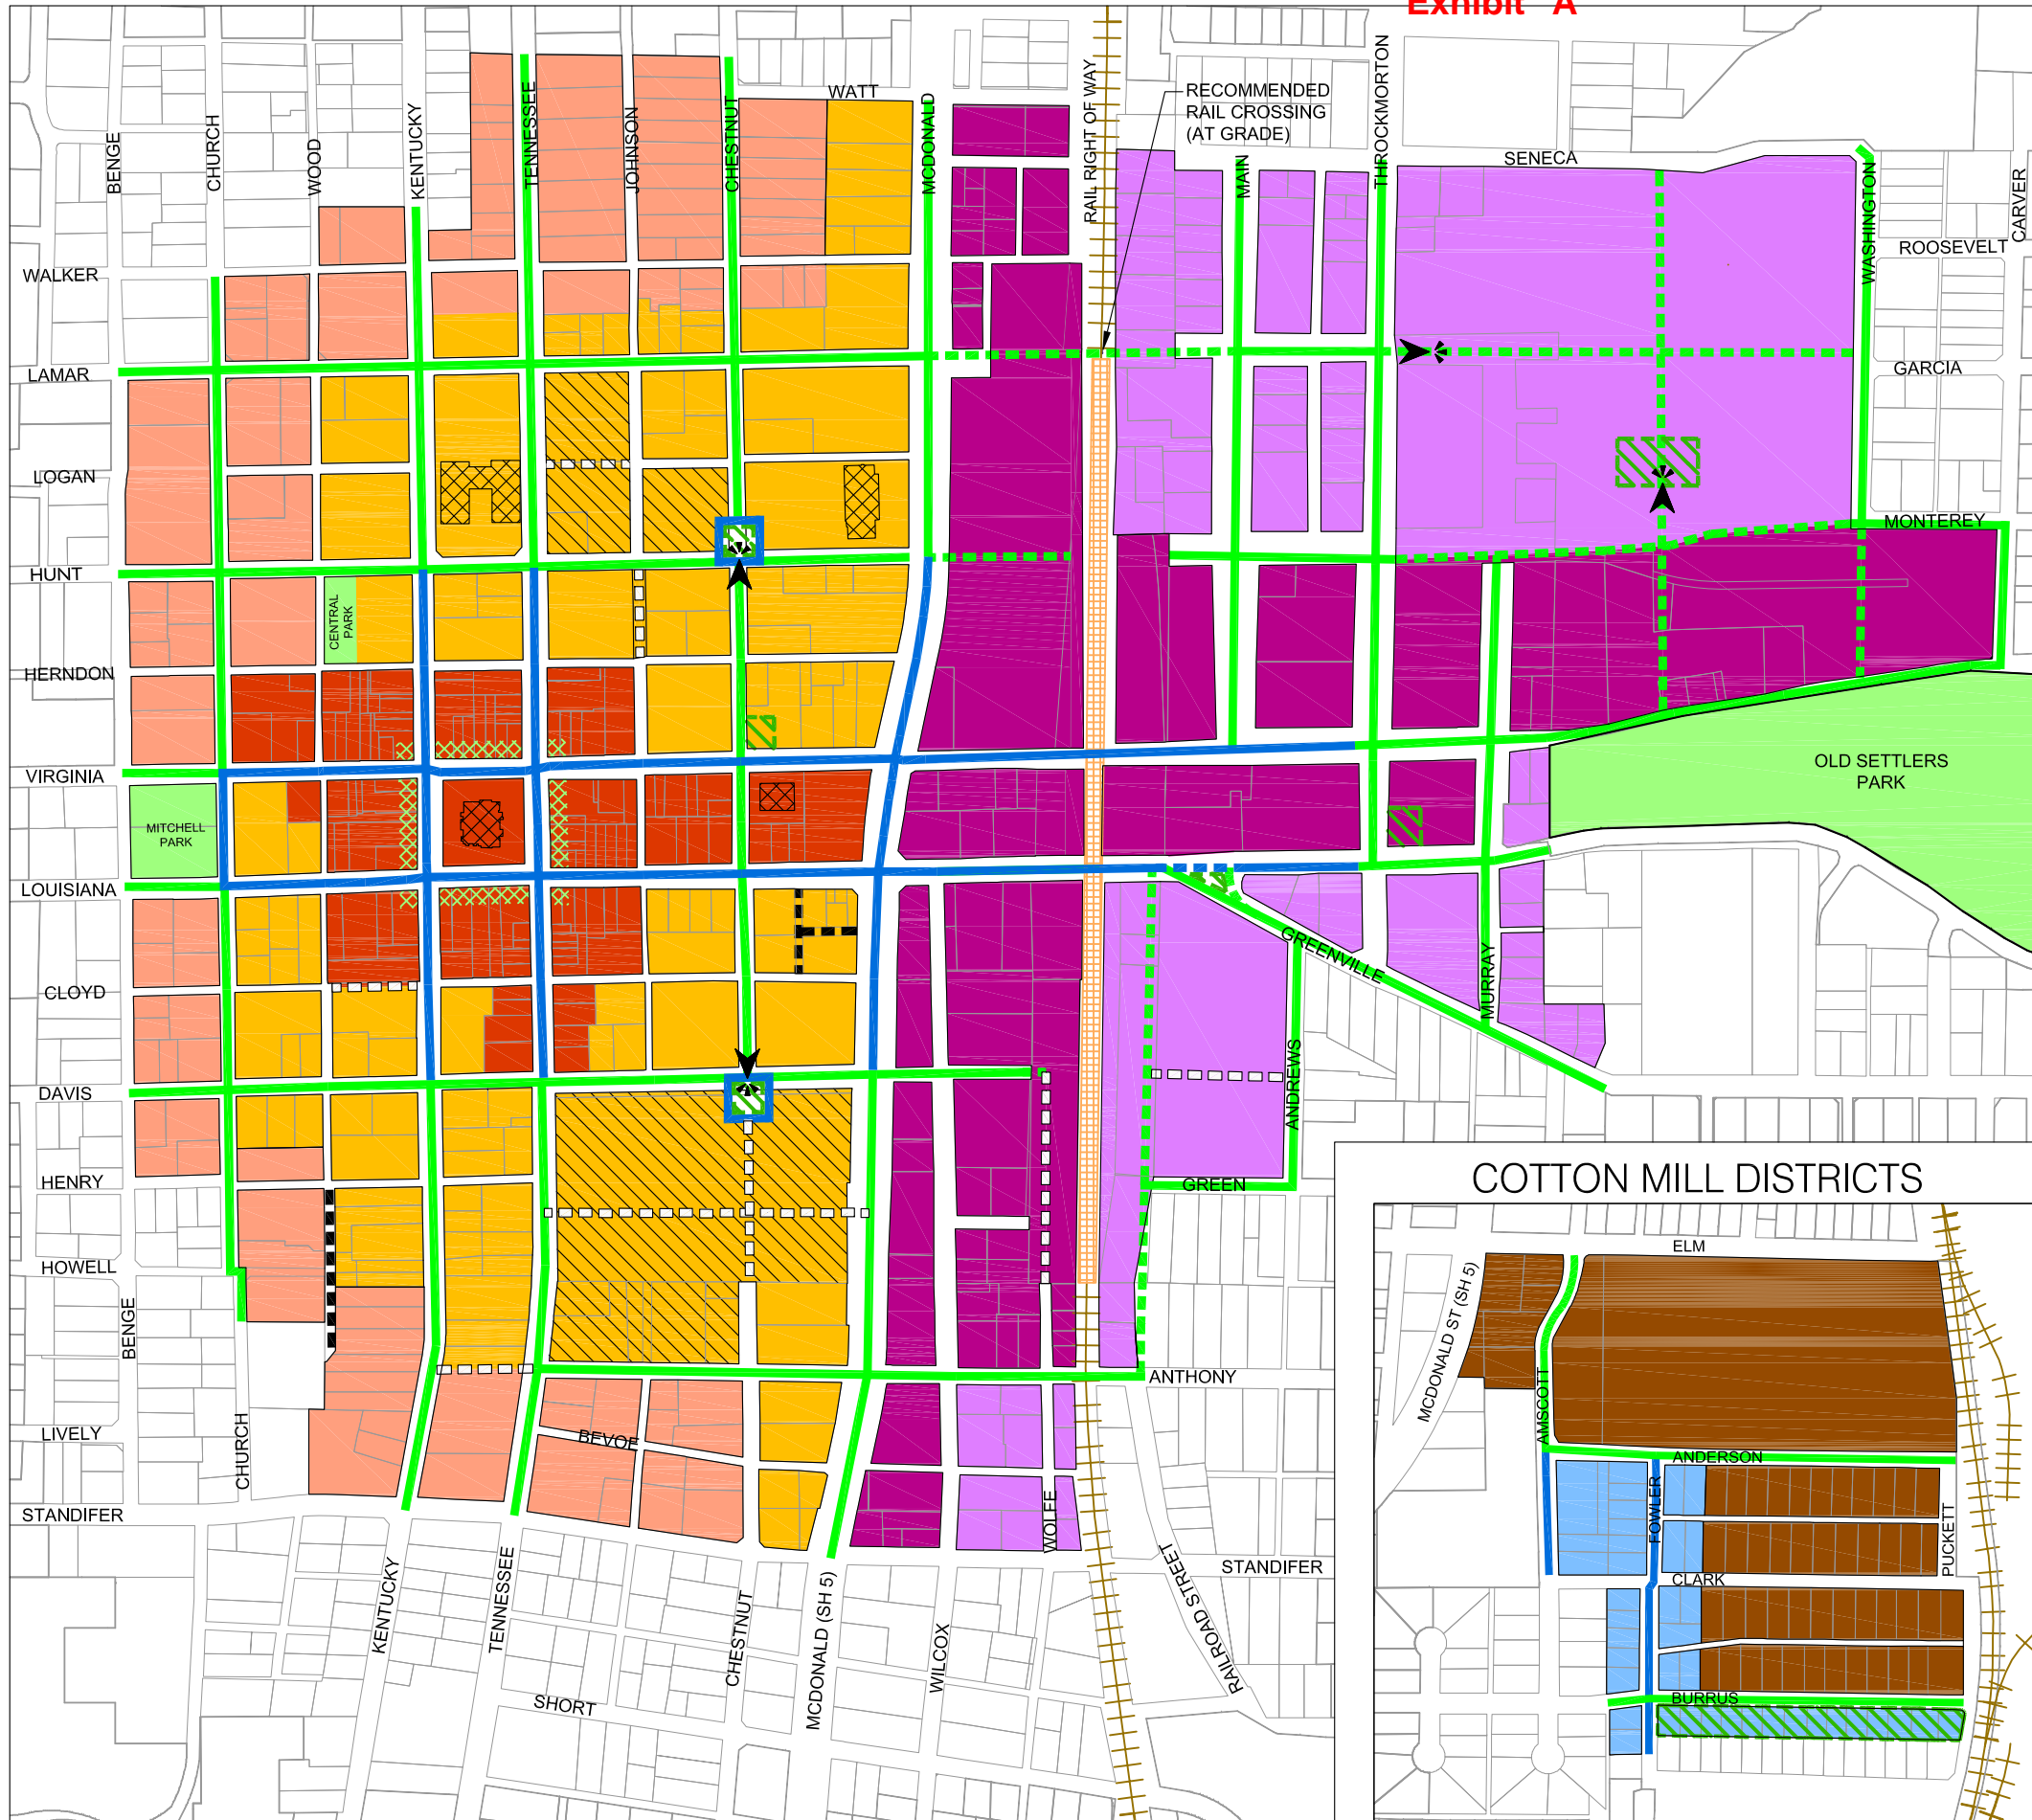 Exhibit "A"
WATT
RECOMMENDED
RAIL CROSSING
(AT GRADE)
BENGE
CHURCH
WOOD
KENTUCKY
TENNESSEE
JOHNSON
CHESTNUT
MCDONALD
RAIL RIGHT OF WAY
MAIN
THROCKMORTON
SENECA
WASHINGTON
CARVER
ROOSEVELT
WALKER
GARCIA
LAMAR
LOGAN
MONTEREY
HUNT
CENTRAL
PARK
HERNDON
VIRGINIA
OLD SETTLERS
PARK
MITCHELL
PARK
LOUISIANA
GREENVILLE
MURRAY
CLOYD
ANDREWS
DAVIS
HENRY
GREEN
HOWELL
BENGE
ANTHONY
CHURCH
LIVELY
BEVOE
WOLFE
STANDIFER
STANDIFER
KENTUCKY
TENNESSEE
CHESTNUT
MCDONALD (SH 5)
WILCOX
RAILROAD STREET
SHORT
COTTON MILL DISTRICTS
ELM
MCDONALD ST (SH 5)
AMSCOTT
ANDERSON
FOWLER
PUCKETT
CLARK
BURRUS